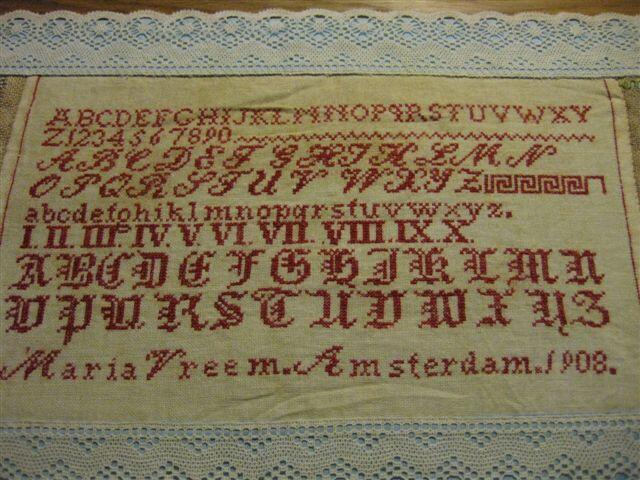 ABCDEFGHIJKLMNOPQRSTUVWXY
Z1234567890
ABCDEFGHIJKLMN
OPQRSTUVWXYZ
abcdefghiklmnopqrstuvwxyz.
I.II.III.IV.V.VI.VII.VIII.IX.X.
ABCDEFGHIJKLMN
OPQRSTUVWXYZ
Maria Vreem. Amsterdam. 1908.